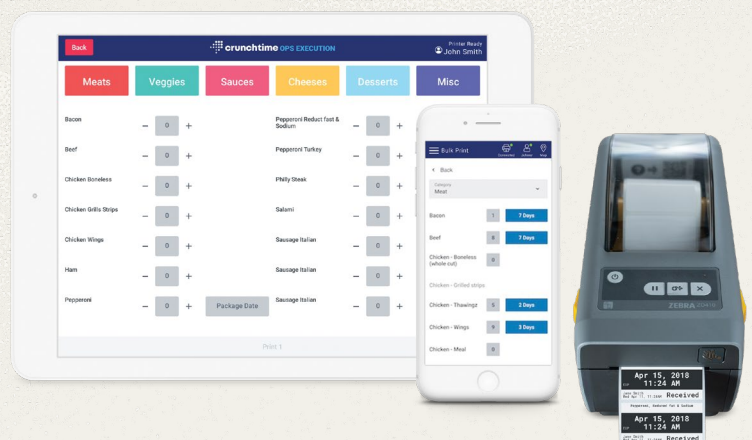 Back
crunchtime OPS EXECUTION
Printer Ready
John Smith
Meats
Veggies
Sauces
Cheeses
Desserts
Misc
Bacon
0
Pepperoni Reduct fast &
Sodium
0
Beef
0
Pepperoni Turkey
0
Chicken Boneless
0
Philly Steak
0
Chicken Grills Strips
0
Salami
0
Chicken Wings
0
Sausage Italian
0
Ham
0
Sausage Italian
0
Pepperoni
0
Package Date
Sausage Italian
0
Print 1
Bulk Print
Back
Category
Meat
Bacon
1
7 Days
Beef
7 Days
Chicken - Boneless
(whole cut)
0
Chicken - Grilled strips
Chicken - Thawingz
2 Days
Chicken - Wings
3 Days
Chicken - Meal
0
ZEBRA
Apr 15, 2018
11:24 AM
Received
Apr 15, 2018
11:24 AM
Received